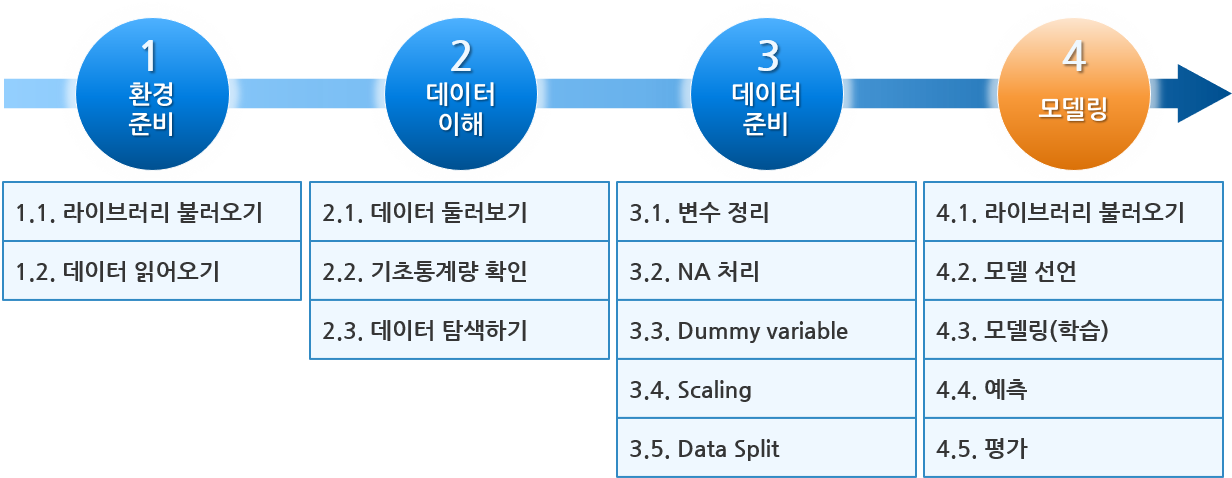 1
환경
준비
2
데이터
이해
3
데이터
준비
4
모델링
1.1. 라이브러리 불러오기
1.2. 데이터 읽어오기
2.1. 데이터 둘러보기
2.2. 기초통계량 확인
2.3. 데이터 탐색하기
3.1. 변수 정리
3.2. NA 처리
3.3. Dummy variable
3.4. Scaling
3.5. Data Split
4.1. 라이브러리 불러오기
4.2. 모델 선언
4.3. 모델링(학습)
4.4. 예측
4.5. 평가